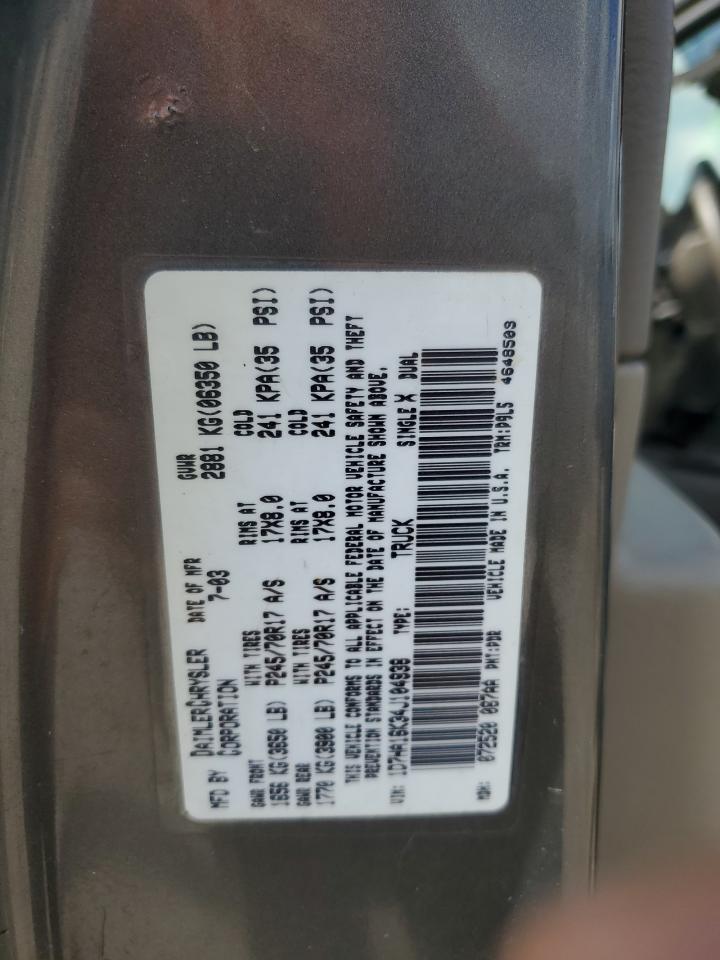 MFD BY DAIMLERCHRYSLER CORPORATION DATE OF MFR 7-03 GVWR 2881 KG(06350 LB)
GAWR FRONT WITH TIRES RIMS AT COLD
1656 KG(3650 LB) P245/70R17 A/S 17X8.0 241 KPA(35 PSI)
GAWR REAR WITH TIRES RIMS AT COLD
1770 KG(3900 LB) P245/70R17 A/S 17X8.0 241 KPA(35 PSI)
THIS VEHICLE CONFORMS TO ALL APPLICABLE FEDERAL MOTOR VEHICLE SAFETY AND THEFT
PREVENTION STANDARDS IN EFFECT ON THE DATE OF MANUFACTURE SHOWN ABOVE.
VIN: 1D7HA16K34J104938 TYPE: TRUCK SINGLE X DUAL
MDH: 072520 087AA PNT:PDR VEHICLE MADE IN U.S.A. TRM:P9L5 4648509